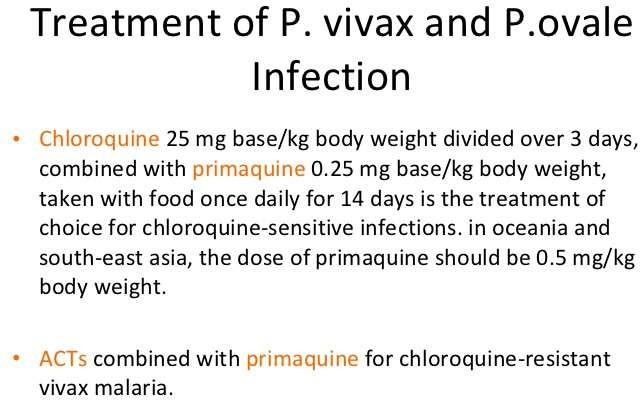 Treatment of P. vivax and P.ovale
Infection
• Chloroquine 25 mg base/kg body weight divided over 3 days,
combined with primaquine 0.25 mg base/kg body weight,
taken with food once daily for 14 days is the treatment of
choice for chloroquine-sensitive infections. in oceania and
south-east asia, the dose of primaquine should be 0.5 mg/kg
body weight.
• ACTs combined with primaquine for chloroquine-resistant
vivax malaria.